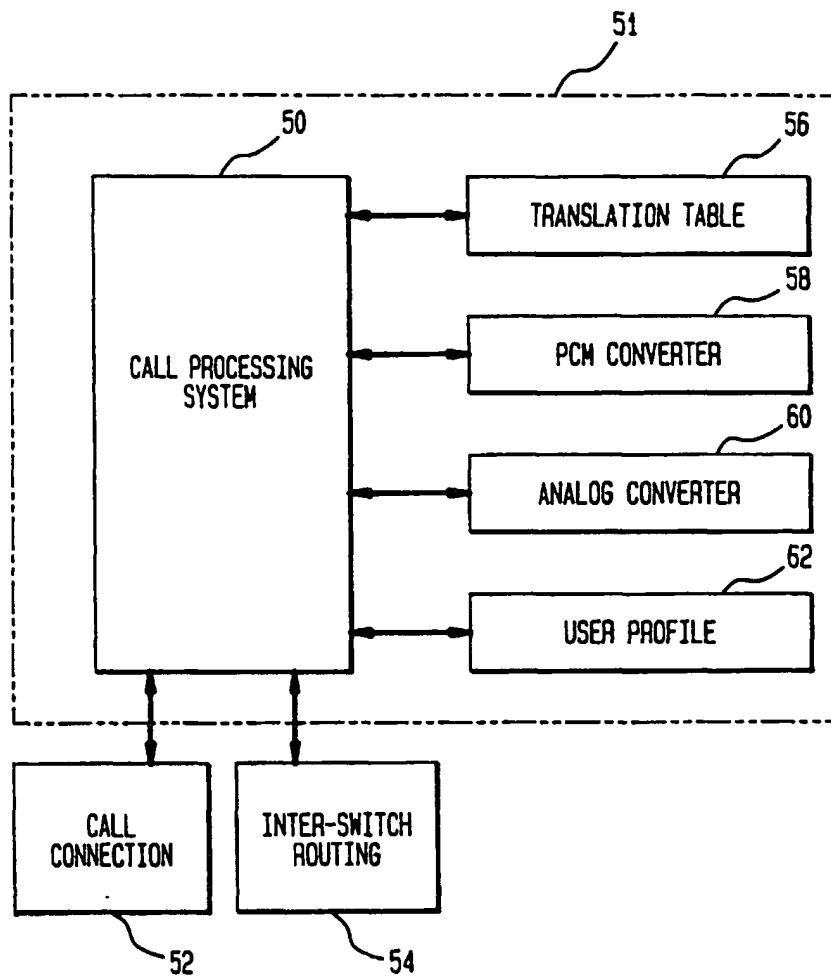 51
50
56
TRANSLATION TABLE
58
CALL PROCESSING
SYSTEM
PCM CONVERTER
60
ANALOG CONVERTER
62
USER PROFILE
CALL
CONNECTION
INTER-SWITCH
ROUTING
52
54